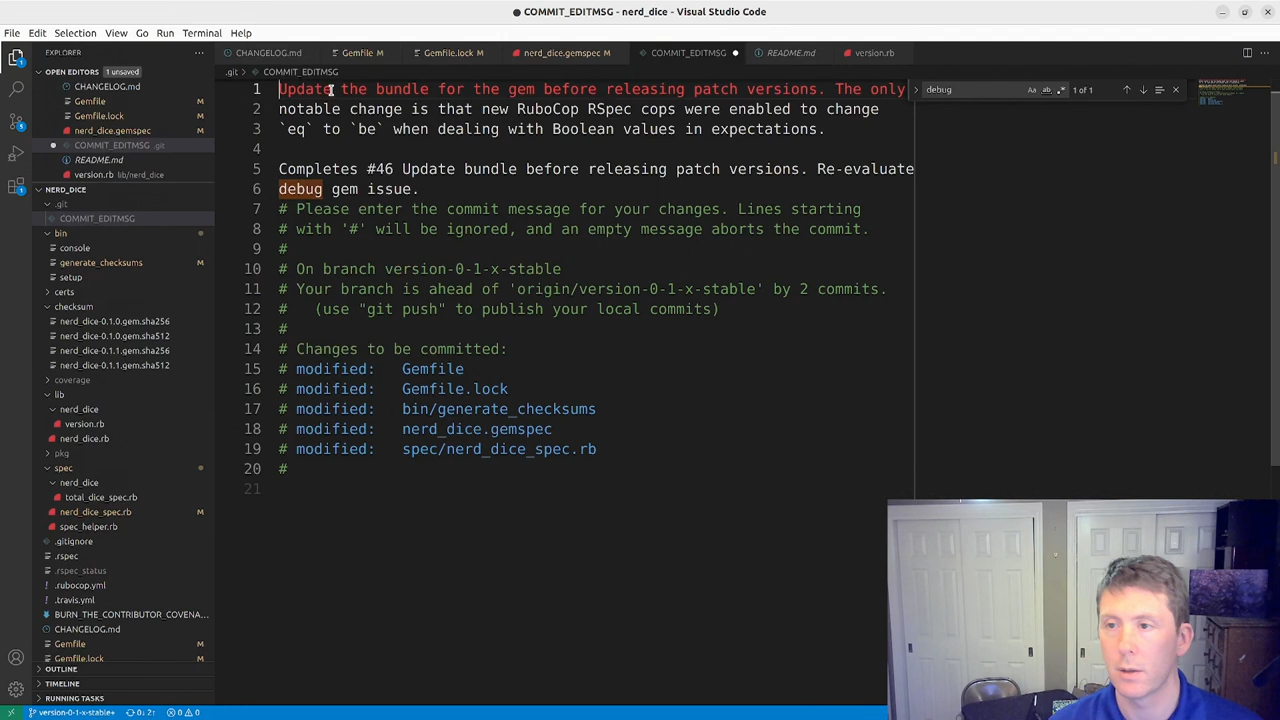 COMMIT_EDITMSG - nerd_dice - Visual Studio Code
File Edit Selection View Go Run Terminal Help
EXPLORER
OPEN EDITORS 1 unsaved
CHANGELOG.md
Gemfile M
Gemfile.lock M
nerd_dice.gemspec M
COMMIT_EDITMSG .git
README.md
version.rb lib/nerd_dice
NERD_DICE
.git
COMMIT_EDITMSG
bin
console
generate_checksums M
setup
certs
checksum
nerd_dice-0.1.0.gem.sha256
nerd_dice-0.1.0.gem.sha512
nerd_dice-0.1.1.gem.sha256
nerd_dice-0.1.1.gem.sha512
coverage
lib
nerd_dice
version.rb
nerd_dice.rb
pkg
spec
nerd_dice
total_dice_spec.rb
nerd_dice_spec.rb M
spec_helper.rb
.gitignore
.rspec
.rspec_status
.rubocop.yml
.travis.yml
BURN_THE_CONTRIBUTOR_COVENA...
CHANGELOG.md
Gemfile M
Gemfile.lock M
OUTLINE
TIMELINE
RUNNING TASKS
CHANGELOG.md Gemfile M Gemfile.lock M nerd_dice.gemspec M COMMIT_EDITMSG README.md version.rb
.git > COMMIT_EDITMSG
debug Aa ab 1 of 1
1 Update the bundle for the gem before releasing patch versions. The only
2 notable change is that new RuboCop RSpec cops were enabled to change
3 `eq` to `be` when dealing with Boolean values in expectations.
4
5 Completes #46 Update bundle before releasing patch versions. Re-evaluate
6 debug gem issue.
7 # Please enter the commit message for your changes. Lines starting
8 # with '#' will be ignored, and an empty message aborts the commit.
9 #
10 # On branch version-0-1-x-stable
11 # Your branch is ahead of 'origin/version-0-1-x-stable' by 2 commits.
12 #   (use "git push" to publish your local commits)
13 #
14 # Changes to be committed:
15 # modified:   Gemfile
16 # modified:   Gemfile.lock
17 # modified:   bin/generate_checksums
18 # modified:   nerd_dice.gemspec
19 # modified:   spec/nerd_dice_spec.rb
20 #
21
version-0-1-x-stable+ 0↓ 2↑ 0 0